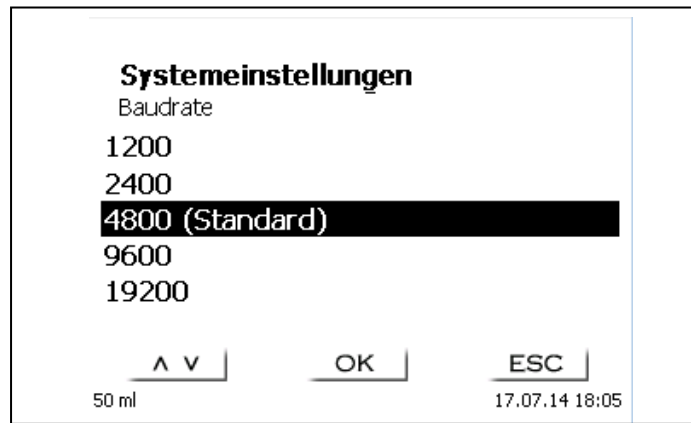 Systemeinstellungen
Baudrate
1200
2400
4800 (Standard)
9600
19200
∧ ∨ OK ESC
50 ml 17.07.14 18:05